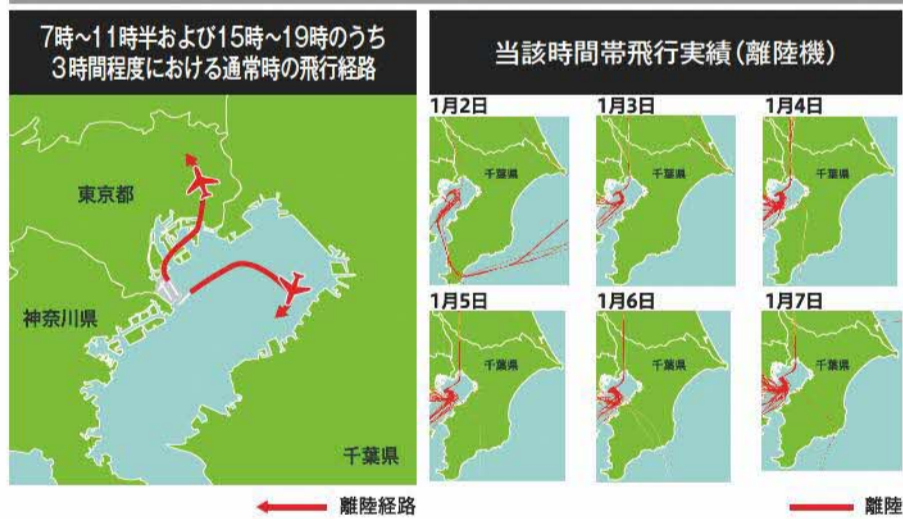 7時～11時半および15時～19時のうち
3時間程度における通常時の飛行経路
東京都
神奈川県
千葉県
離陸経路
当該時間帯飛行実績(離陸機)
1月2日
千葉県
1月3日
千葉県
1月4日
千葉県
1月5日
千葉県
1月6日
千葉県
1月7日
千葉県
離陸